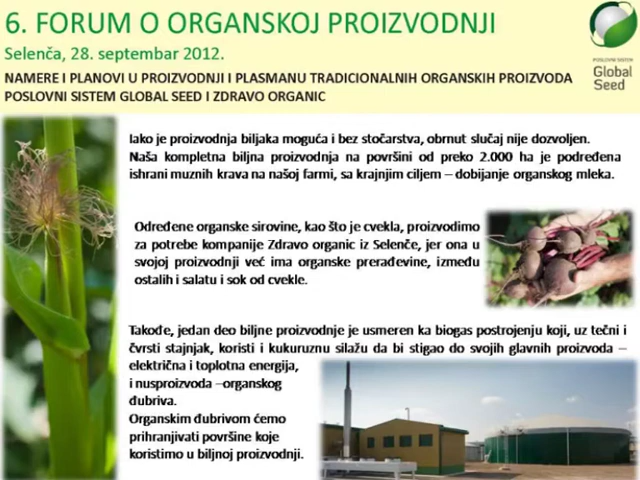 6. FORUM O ORGANSKOJ PROIZVODNJI
Selenča, 28. septembar 2012.
NAMERE I PLANOVI U PROIZVODNJI I PLASMANU TRADICIONALNIH ORGANSKIH PROIZVODA
POSLOVNI SISTEM GLOBAL SEED I ZDRAVO ORGANIC
POSLOVNI SISTEM
Global
Seed
Iako je proizvodnja biljaka moguća i bez stočarstva, obrnut slučaj nije dozvoljen.
Naša kompletna biljna proizvodnja na površini od preko 2.000 ha je podređena
ishrani muznih krava na našoj farmi, sa krajnjim ciljem – dobijanje organskog mleka.
Određene organske sirovine, kao što je cvekla, proizvodimo
za potrebe kompanije Zdravo organic iz Selenče, jer ona u
svojoj proizvodnji već ima organske prerađevine, između
ostalih i salatu i sok od cvekle.
Takođe, jedan deo biljne proizvodnje je usmeren ka biogas postrojenju koji, uz tečni i
čvrsti stajnjak, koristi i kukuruznu silažu da bi stigao do svojih glavnih proizvoda –
električna i toplotna energija,
i nusproizvoda –organskog
đubriva.
Organskim đubrivom ćemo
prihranjivati površine koje
koristimo u biljnoj proizvodnji.